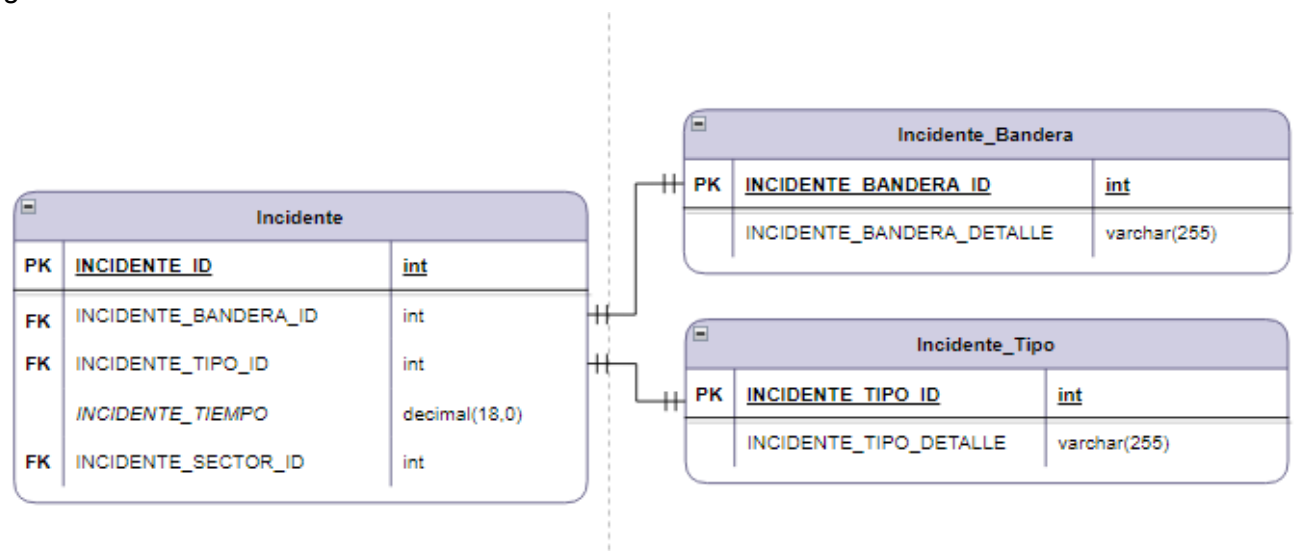 Incidente
PK INCIDENTE_ID int
FK INCIDENTE_BANDERA_ID int
FK INCIDENTE_TIPO_ID int
INCIDENTE_TIEMPO decimal(18,0)
FK INCIDENTE_SECTOR_ID int
Incidente_Bandera
PK INCIDENTE_BANDERA_ID int
INCIDENTE_BANDERA_DETALLE varchar(255)
Incidente_Tipo
PK INCIDENTE_TIPO_ID int
INCIDENTE_TIPO_DETALLE varchar(255)